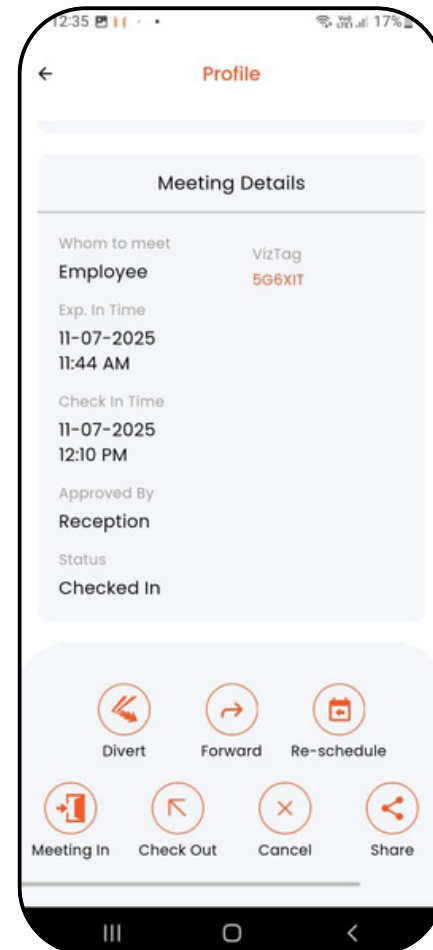 12:35 17%
Profile
Meeting Details
Whom to meet
Employee
VizTag
5G6XIT
Exp. In Time
11-07-2025
11:44 AM
Check In Time
11-07-2025
12:10 PM
Approved By
Reception
Status
Checked In
Divert Forward Re-schedule
Meeting In Check Out Cancel Share